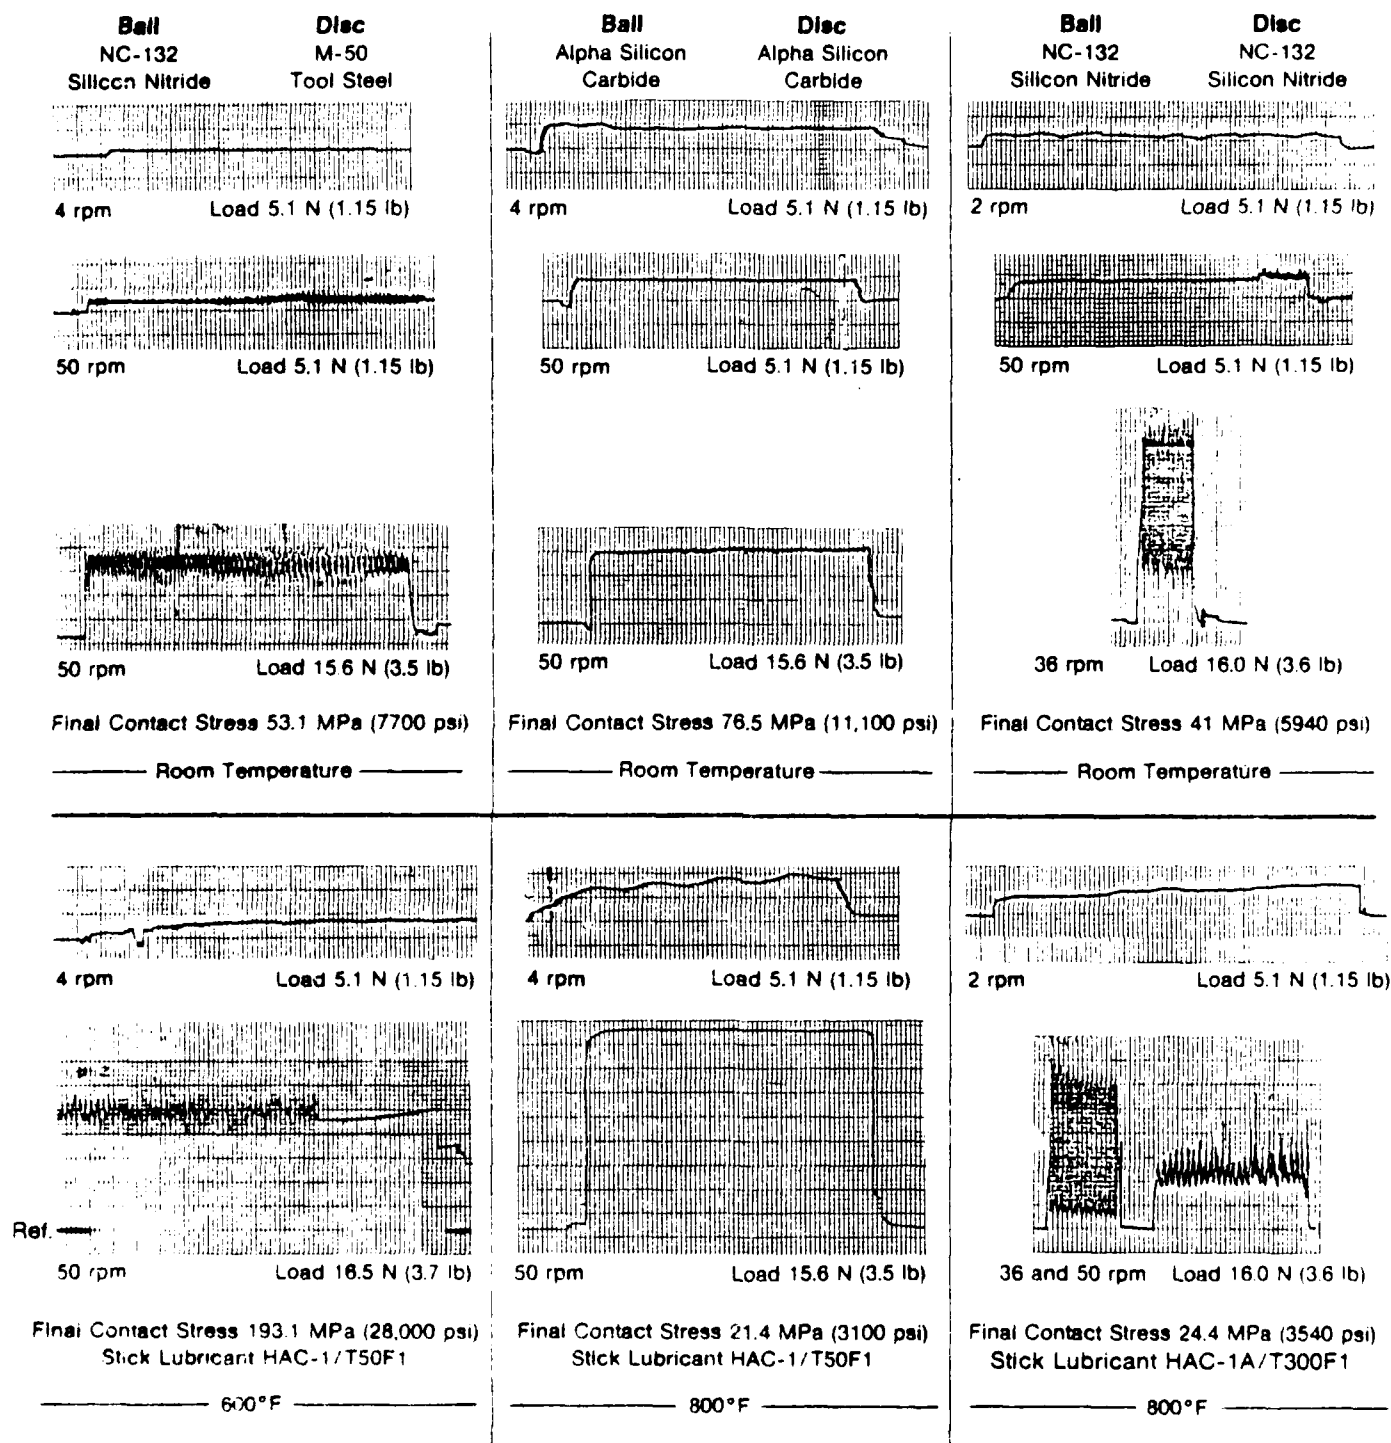 Ball Disc
NC-132 M-50
Silicon Nitride Tool Steel
4 rpm Load 5.1 N (1.15 lb)
50 rpm Load 5.1 N (1.15 lb)
50 rpm Load 15.6 N (3.5 lb)
Final Contact Stress 53.1 MPa (7700 psi)
Room Temperature
Ball Disc
Alpha Silicon Alpha Silicon
Carbide Carbide
4 rpm Load 5.1 N (1.15 lb)
50 rpm Load 5.1 N (1.15 lb)
50 rpm Load 15.6 N (3.5 lb)
Final Contact Stress 76.5 MPa (11,100 psi)
Room Temperature
Ball Disc
NC-132 NC-132
Silicon Nitride Silicon Nitride
2 rpm Load 5.1 N (1.15 lb)
50 rpm Load 5.1 N (1.15 lb)
36 rpm Load 16.0 N (3.6 lb)
Final Contact Stress 41 MPa (5940 psi)
Room Temperature
4 rpm Load 5.1 N (1.15 lb)
Ref.
50 rpm Load 16.5 N (3.7 lb)
Final Contact Stress 193.1 MPa (28,000 psi)
Stick Lubricant HAC-1/T50F1
600°F
4 rpm Load 5.1 N (1.15 lb)
50 rpm Load 15.6 N (3.5 lb)
Final Contact Stress 21.4 MPa (3100 psi)
Stick Lubricant HAC-1/T50F1
800°F
2 rpm Load 5.1 N (1.15 lb)
36 and 50 rpm Load 16.0 N (3.6 lb)
Final Contact Stress 24.4 MPa (3540 psi)
Stick Lubricant HAC-1A/T300F1
800°F